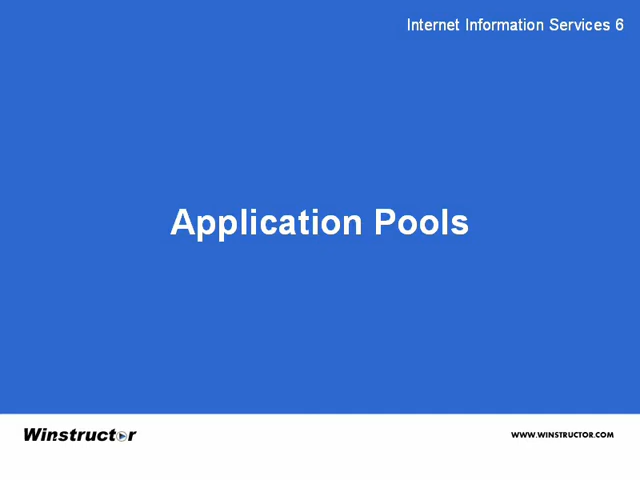 Internet Information Services 6
Application Pools
Winstructor
WWW.WINSTRUCTOR.COM